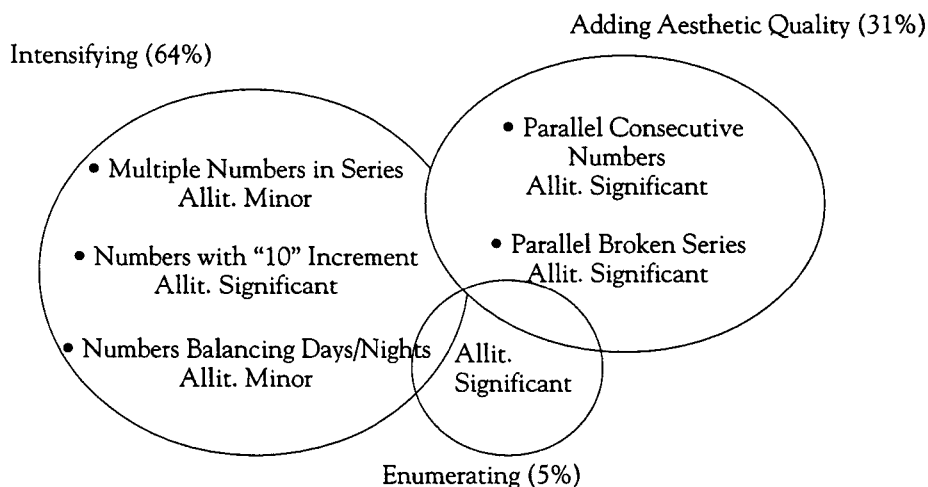 Adding Aesthetic Quality (31%)
Intensifying (64%)
• Parallel Consecutive
Numbers
Allit. Significant
• Multiple Numbers in Series
Allit. Minor
• Parallel Broken Series
Allit. Significant
• Numbers with “10” Increment
Allit. Significant
• Numbers Balancing Days/Nights
Allit. Minor
Allit.
Significant
Enumerating (5%)